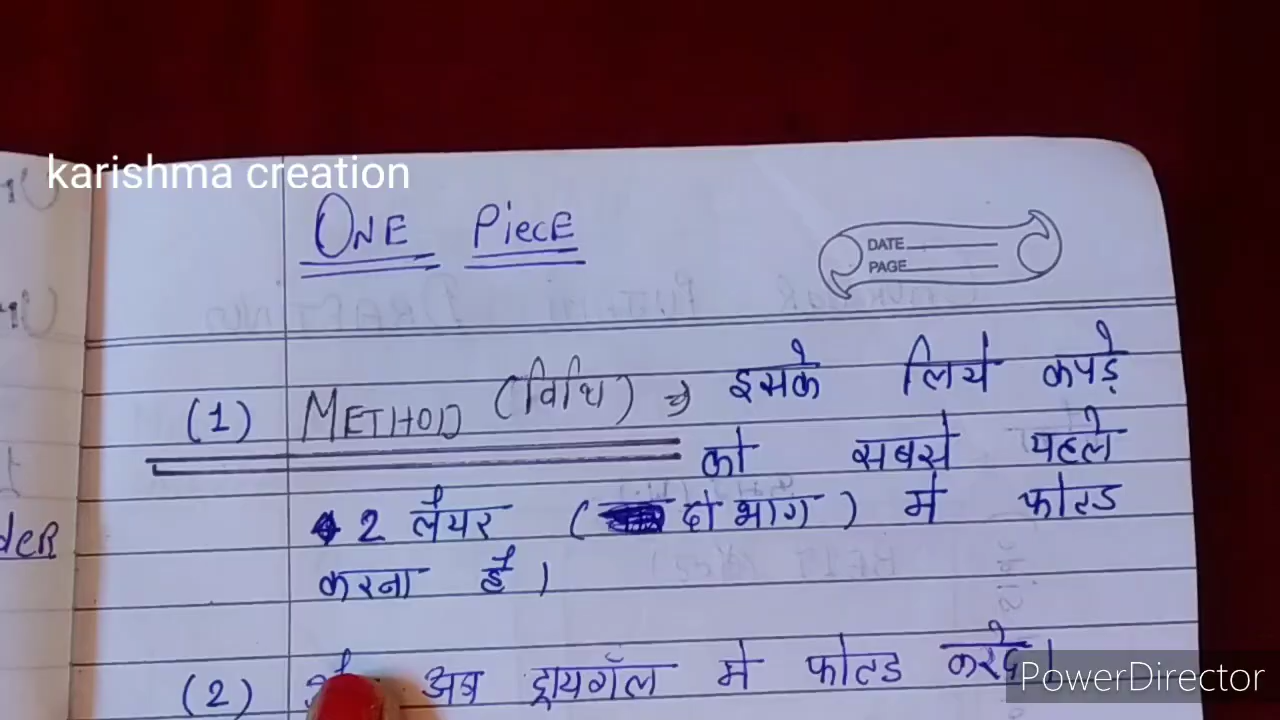 karishma creation
ONE PiecE
DATE
PAGE
(1) METHOD (विधि) → इसके लिये कपड़े
को सबसे पहले
2 लेयर ( दो भाग ) में फोल्ड
करना है।
deR
(2) अब ट्रायगॅल मे फोल्ड करदे।
PowerDirector